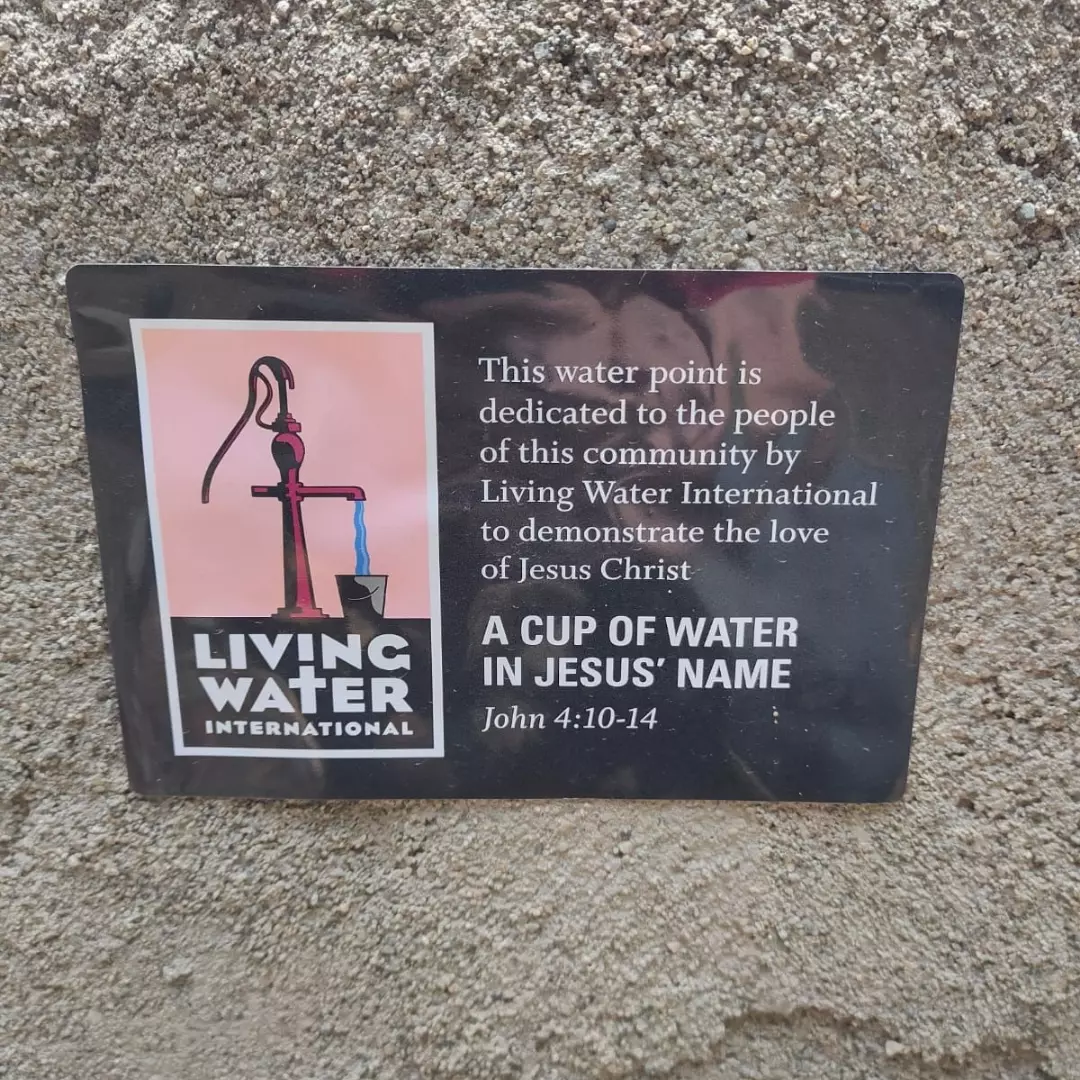 LIVING
WATER
INTERNATIONAL
This water point is
dedicated to the people
of this community by
Living Water International
to demonstrate the love
of Jesus Christ
A CUP OF WATER
IN JESUS’ NAME
John 4:10-14